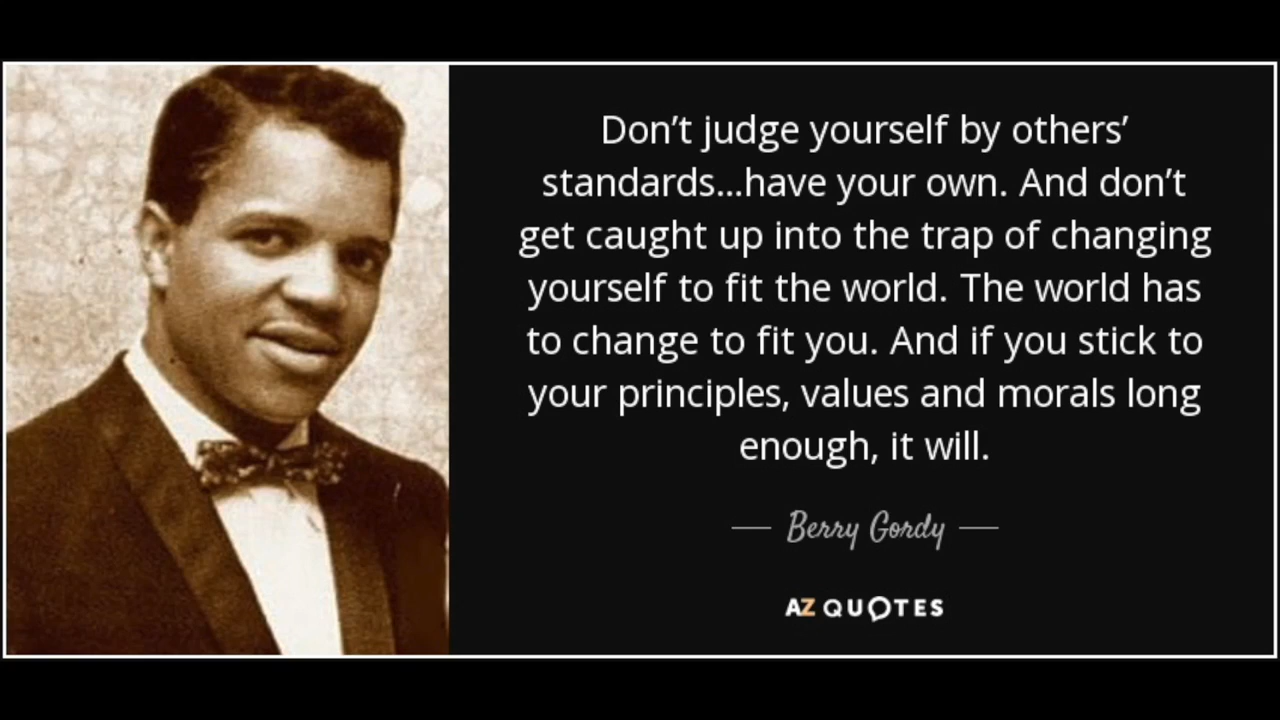 Don’t judge yourself by others’
standards...have your own. And don’t
get caught up into the trap of changing
yourself to fit the world. The world has
to change to fit you. And if you stick to
your principles, values and morals long
enough, it will.
Berry Gordy
AZ QUOTES